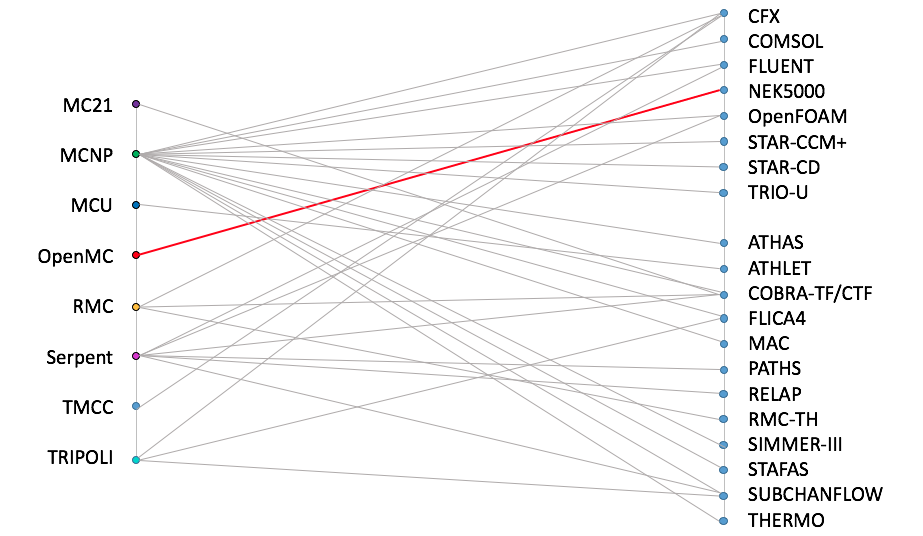 MC21
MCNP
MCU
OpenMC
RMC
Serpent
TMCC
TRIPOLI
CFX
COMSOL
FLUENT
NEK5000
OpenFOAM
STAR-CCM+
STAR-CD
TRIO-U
ATHAS
ATHLET
COBRA-TF/CTF
FLICA4
MAC
PATHS
RELAP
RMC-TH
SIMMER-III
STAFAS
SUBCHANFLOW
THERMO